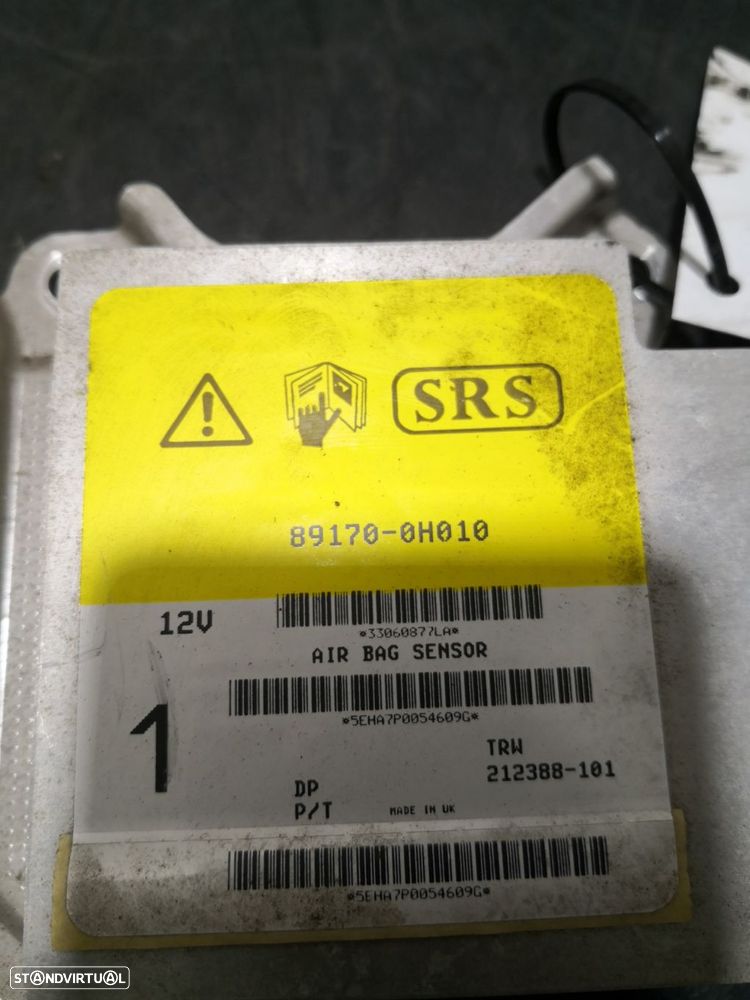 SRS
89170-0H010
12V
*33060877LA*
AIR BAG SENSOR
*5EHA7P0054609G*
1
TRW
212388-101
DP
P/T
MADE IN UK
*5EHA7P0054609G*
STANDVIRTUAL